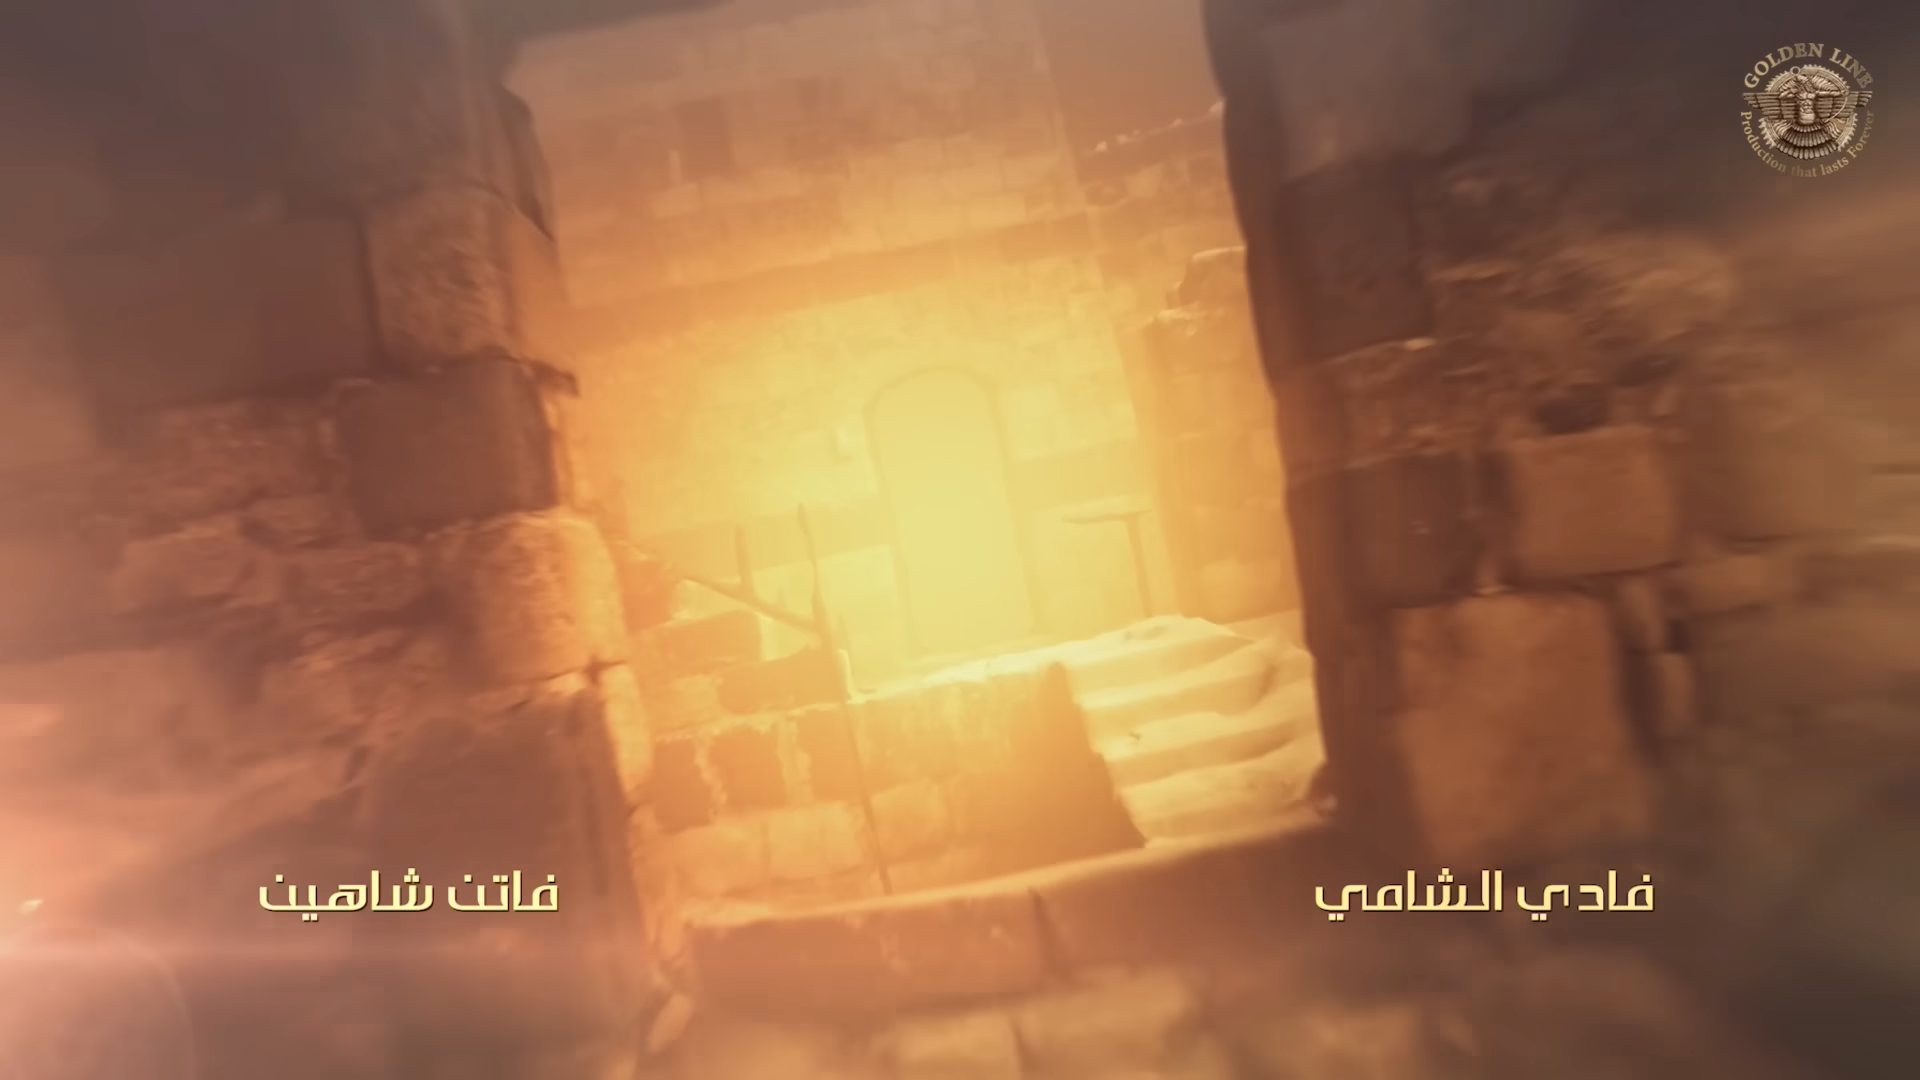 GOLDEN LINE
Production that lasts Forever
فادي الشامي
فاتن شاهين